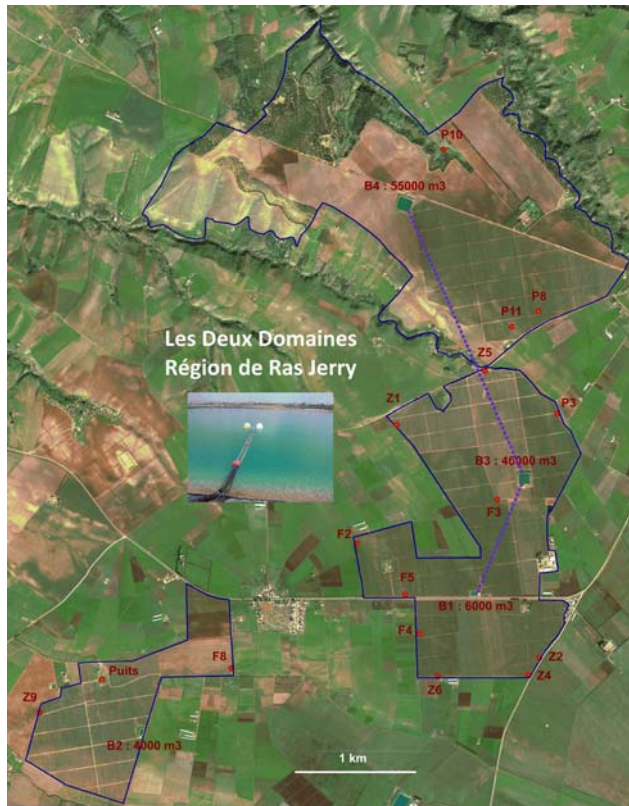 P10
B4 : 55000 m3
P8
P11
Les Deux Domaines
Région de Ras Jerry
Z5
Z1
P3
B3 : 46000 m3
F3
F2
F5
B1 : 6000 m3
F4
F8
Z2
Puits
Z6
Z4
Z9
B2 : 4000 m3
1 km